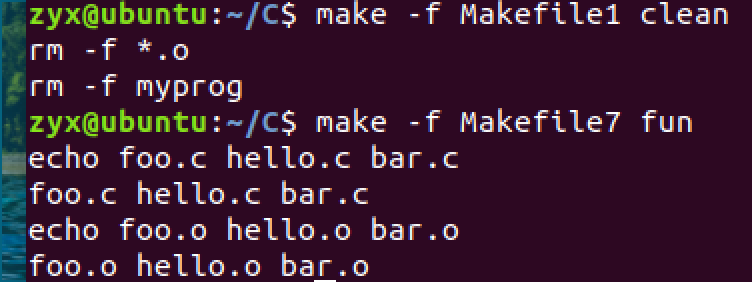 zyx@ubuntu:~/C$ make -f Makefile1 clean
rm -f *.o
rm -f myprog
zyx@ubuntu:~/C$ make -f Makefile7 fun
echo foo.c hello.c bar.c
foo.c hello.c bar.c
echo foo.o hello.o bar.o
foo.o hello.o bar.o